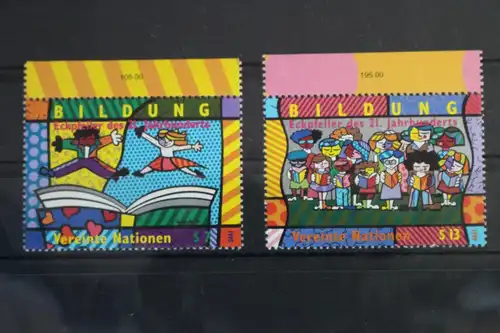 105.00
BILDUNG
Eckpfeiler des 21. Jahrhunderts
Vereinte Nationen S 7
195.00
BILDUNG
Eckpfeiler des 21. Jahrhunderts
Vereinte Nationen S 13